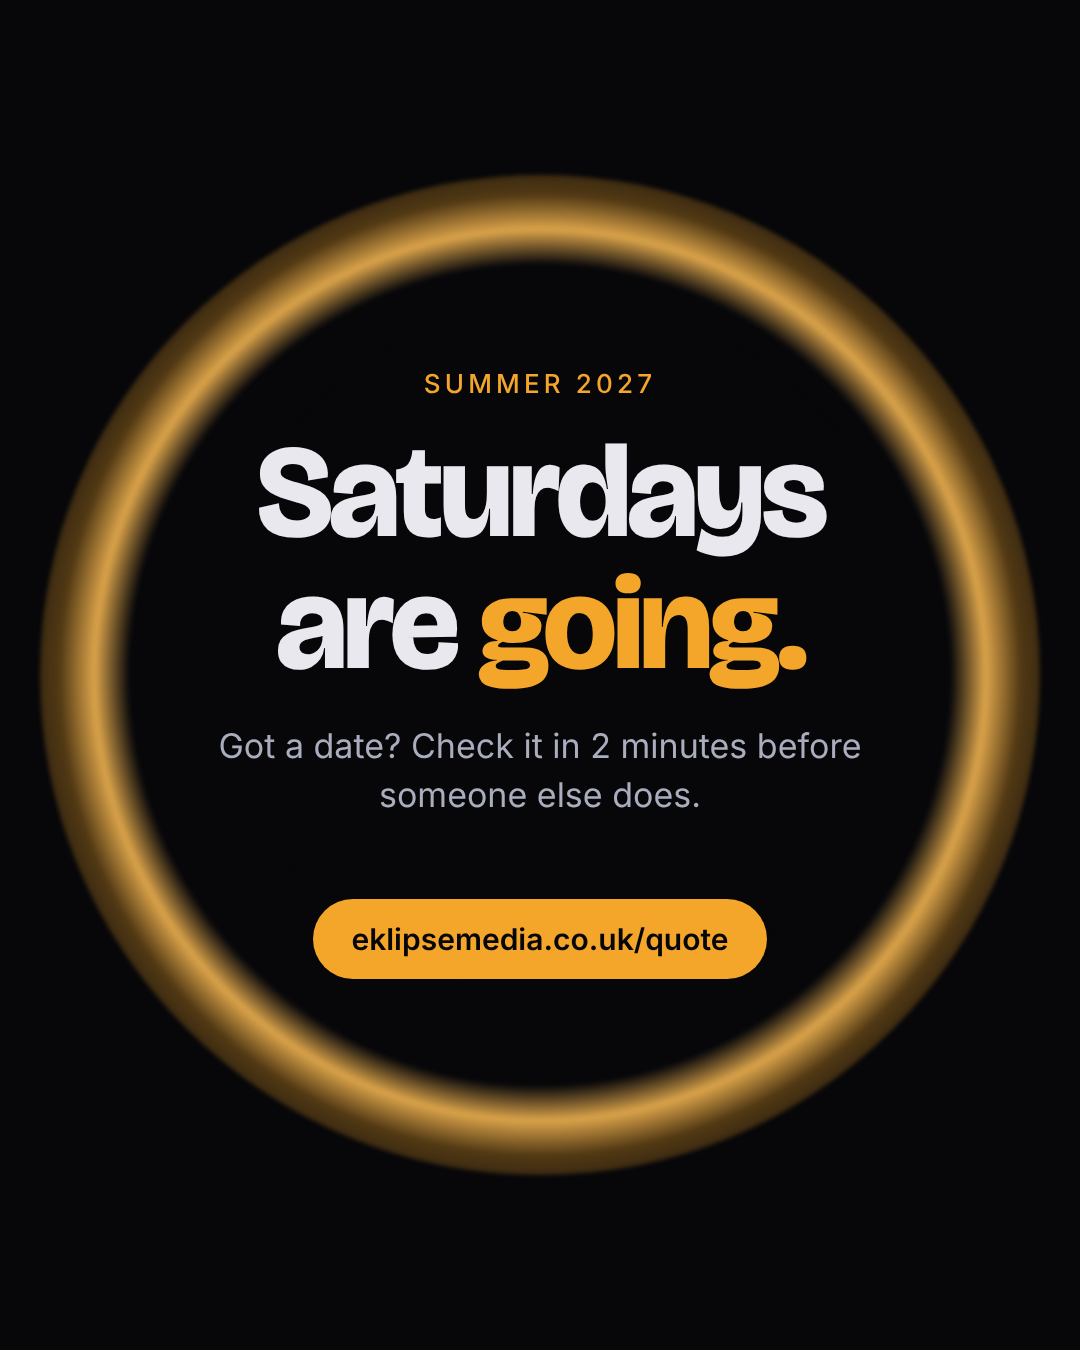 SUMMER 2027
Saturdays
are going.
Got a date? Check it in 2 minutes before
someone else does.
eklipsemedia.co.uk/quote